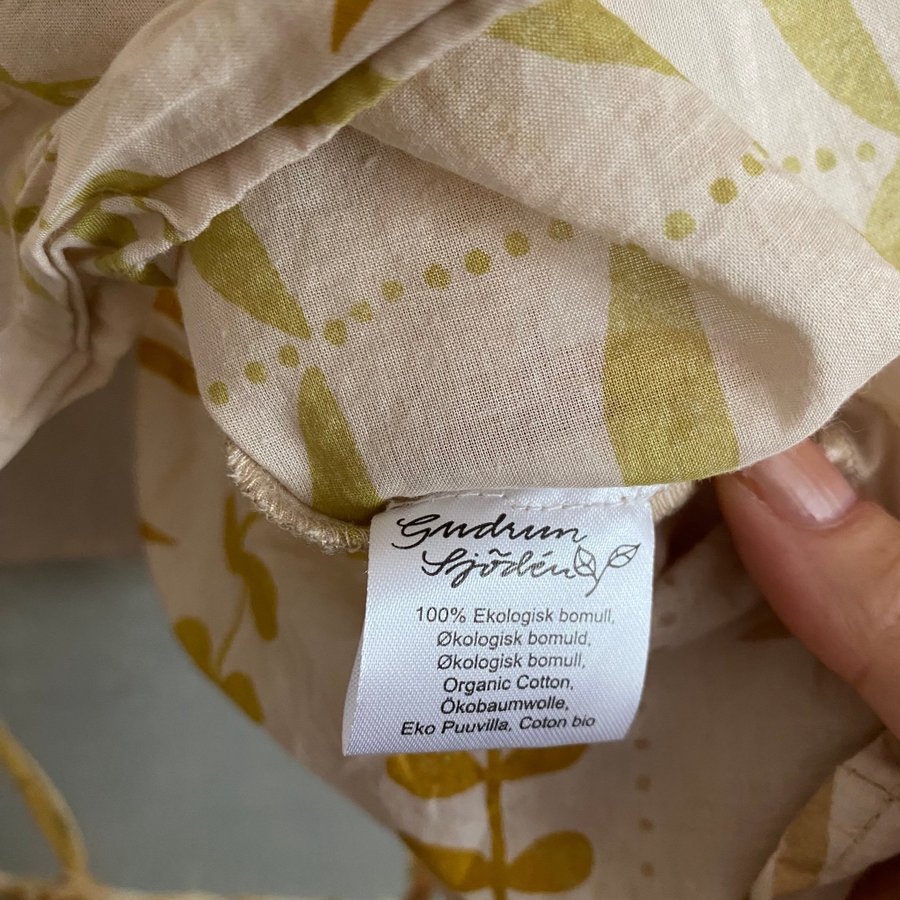 Gudrun
Sjödén
100% Ekologisk bomull,
Økologisk bomuld,
Økologisk bomull,
Organic Cotton,
Ökobaumwolle,
Eko Puuvilla, Coton bio